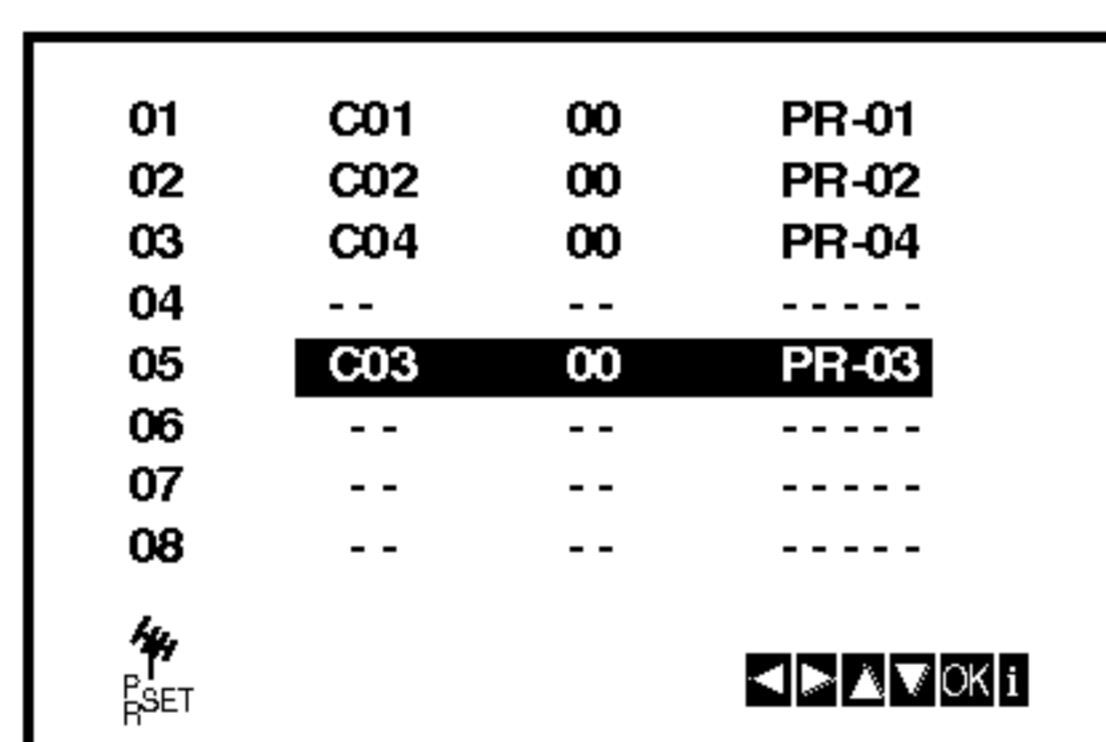 01 C01 00 PR-01
02 C02 00 PR-02
03 C04 00 PR-04
04 -- -- -----
05 C03 00 PR-03
06 -- -- -----
07 -- -- -----
08 -- -- -----
PR SET OK i